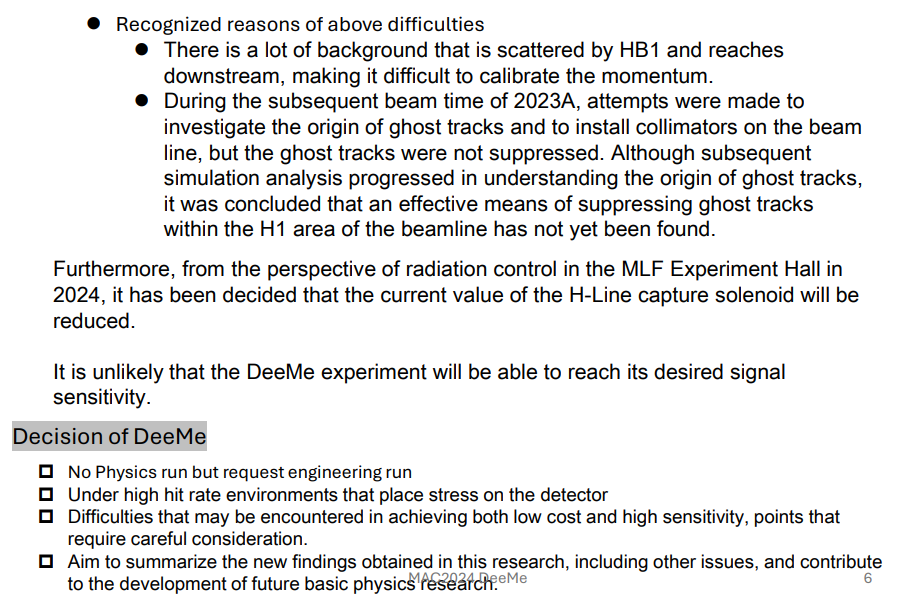 ● Recognized reasons of above difficulties
● There is a lot of background that is scattered by HB1 and reaches
downstream, making it difficult to calibrate the momentum.
● During the subsequent beam time of 2023A, attempts were made to
investigate the origin of ghost tracks and to install collimators on the beam
line, but the ghost tracks were not suppressed. Although subsequent
simulation analysis progressed in understanding the origin of ghost tracks,
it was concluded that an effective means of suppressing ghost tracks
within the H1 area of the beamline has not yet been found.
Furthermore, from the perspective of radiation control in the MLF Experiment Hall in
2024, it has been decided that the current value of the H-Line capture solenoid will be
reduced.
It is unlikely that the DeeMe experiment will be able to reach its desired signal
sensitivity.
Decision of DeeMe
No Physics run but request engineering run
Under high hit rate environments that place stress on the detector
Difficulties that may be encountered in achieving both low cost and high sensitivity, points that
require careful consideration.
Aim to summarize the new findings obtained in this research, including other issues, and contribute
to the development of future basic physics research.
MAC2024 DeeMe
6